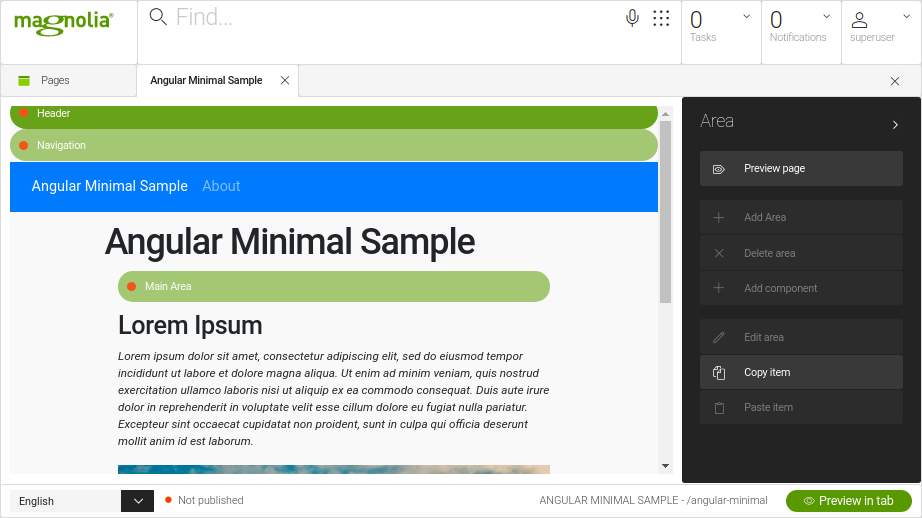 magnolia®
Find...
0
Tasks
0
Notifications
superuser
Pages
Angular Minimal Sample
Header
Navigation
Angular Minimal Sample About
Angular Minimal Sample
Main Area
Lorem Ipsum
Lorem ipsum dolor sit amet, consectetur adipiscing elit, sed do eiusmod tempor
incididunt ut labore et dolore magna aliqua. Ut enim ad minim veniam, quis nostrud
exercitation ullamco laboris nisi ut aliquip ex ea commodo consequat. Duis aute irure
dolor in reprehenderit in voluptate velit esse cillum dolore eu fugiat nulla pariatur.
Excepteur sint occaecat cupidatat non proident, sunt in culpa qui officia deserunt
mollit anim id est laborum.
Area
Preview page
Add Area
Delete area
Add component
Edit area
Copy item
Paste item
English
Not published
ANGULAR MINIMAL SAMPLE - /angular-minimal
Preview in tab